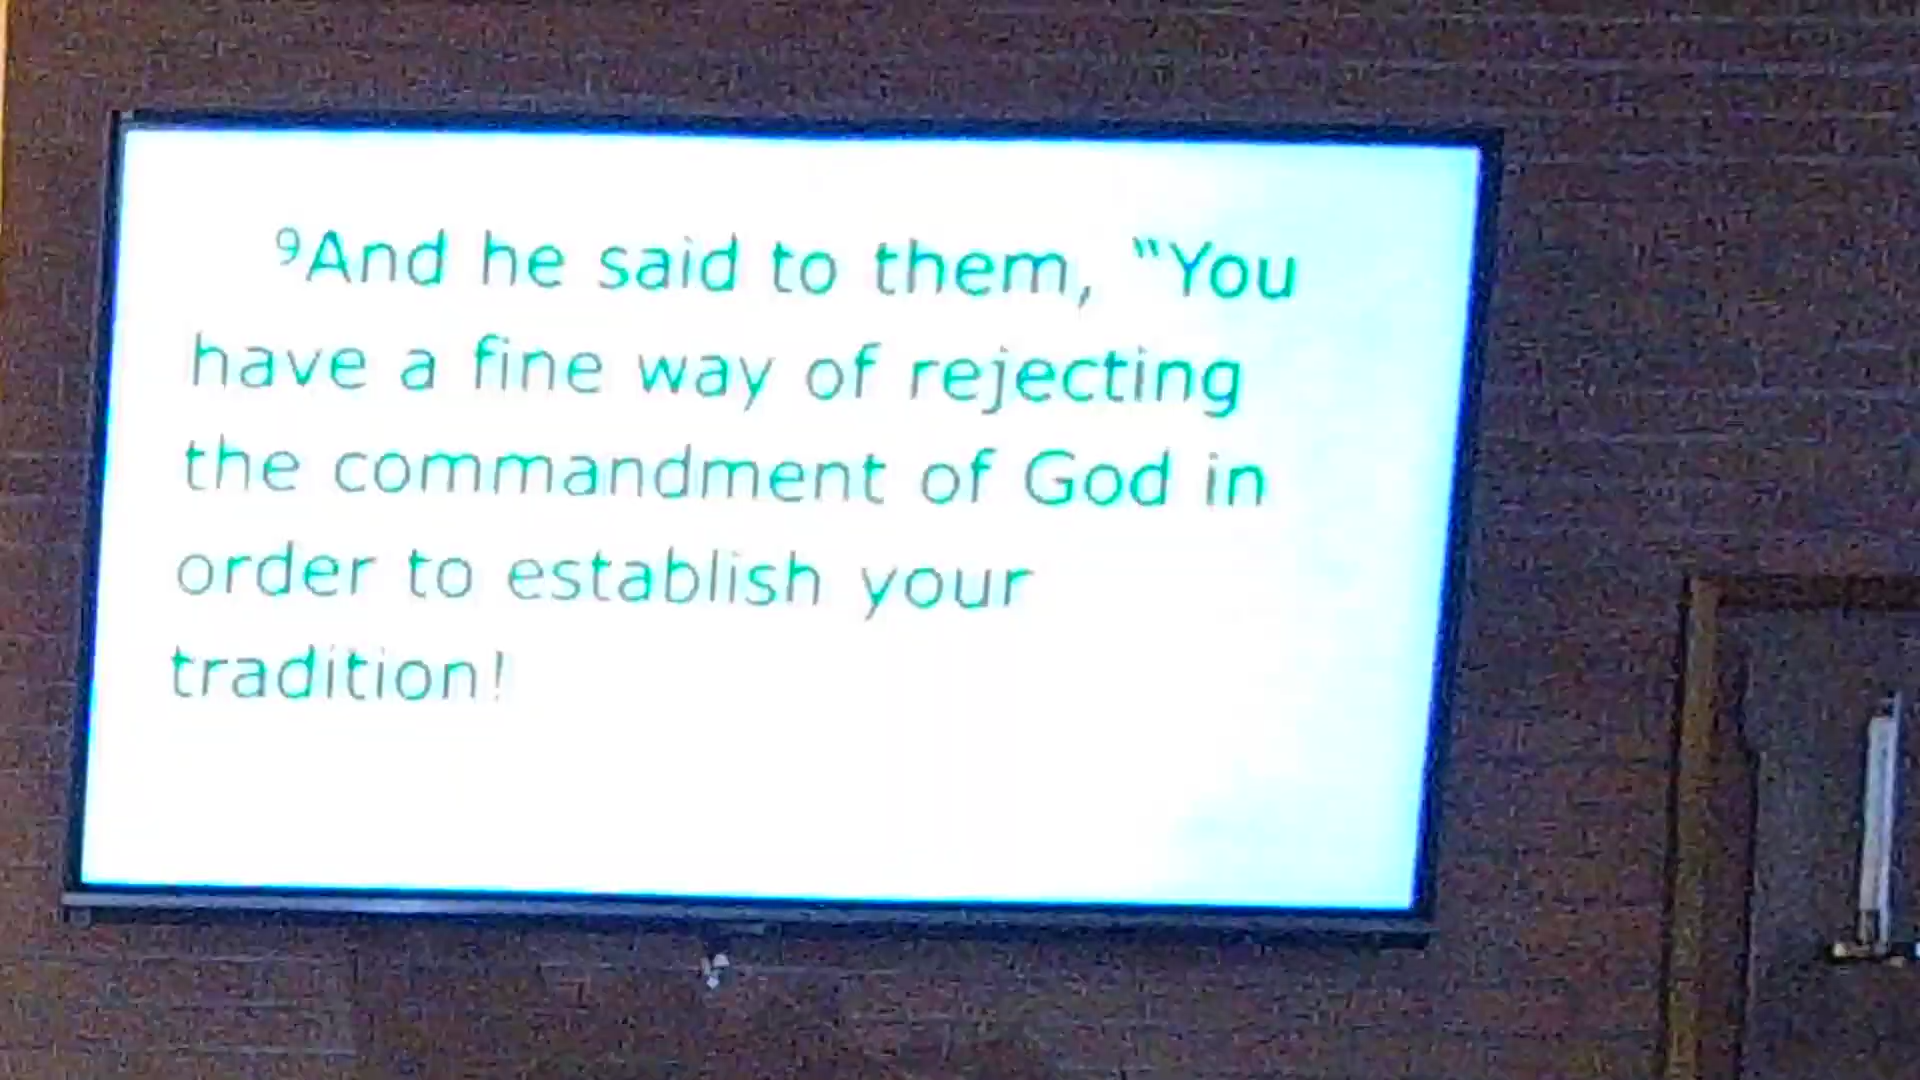 ⁹And he said to them, "You
have a fine way of rejecting
the commandment of God in
order to establish your
tradition!